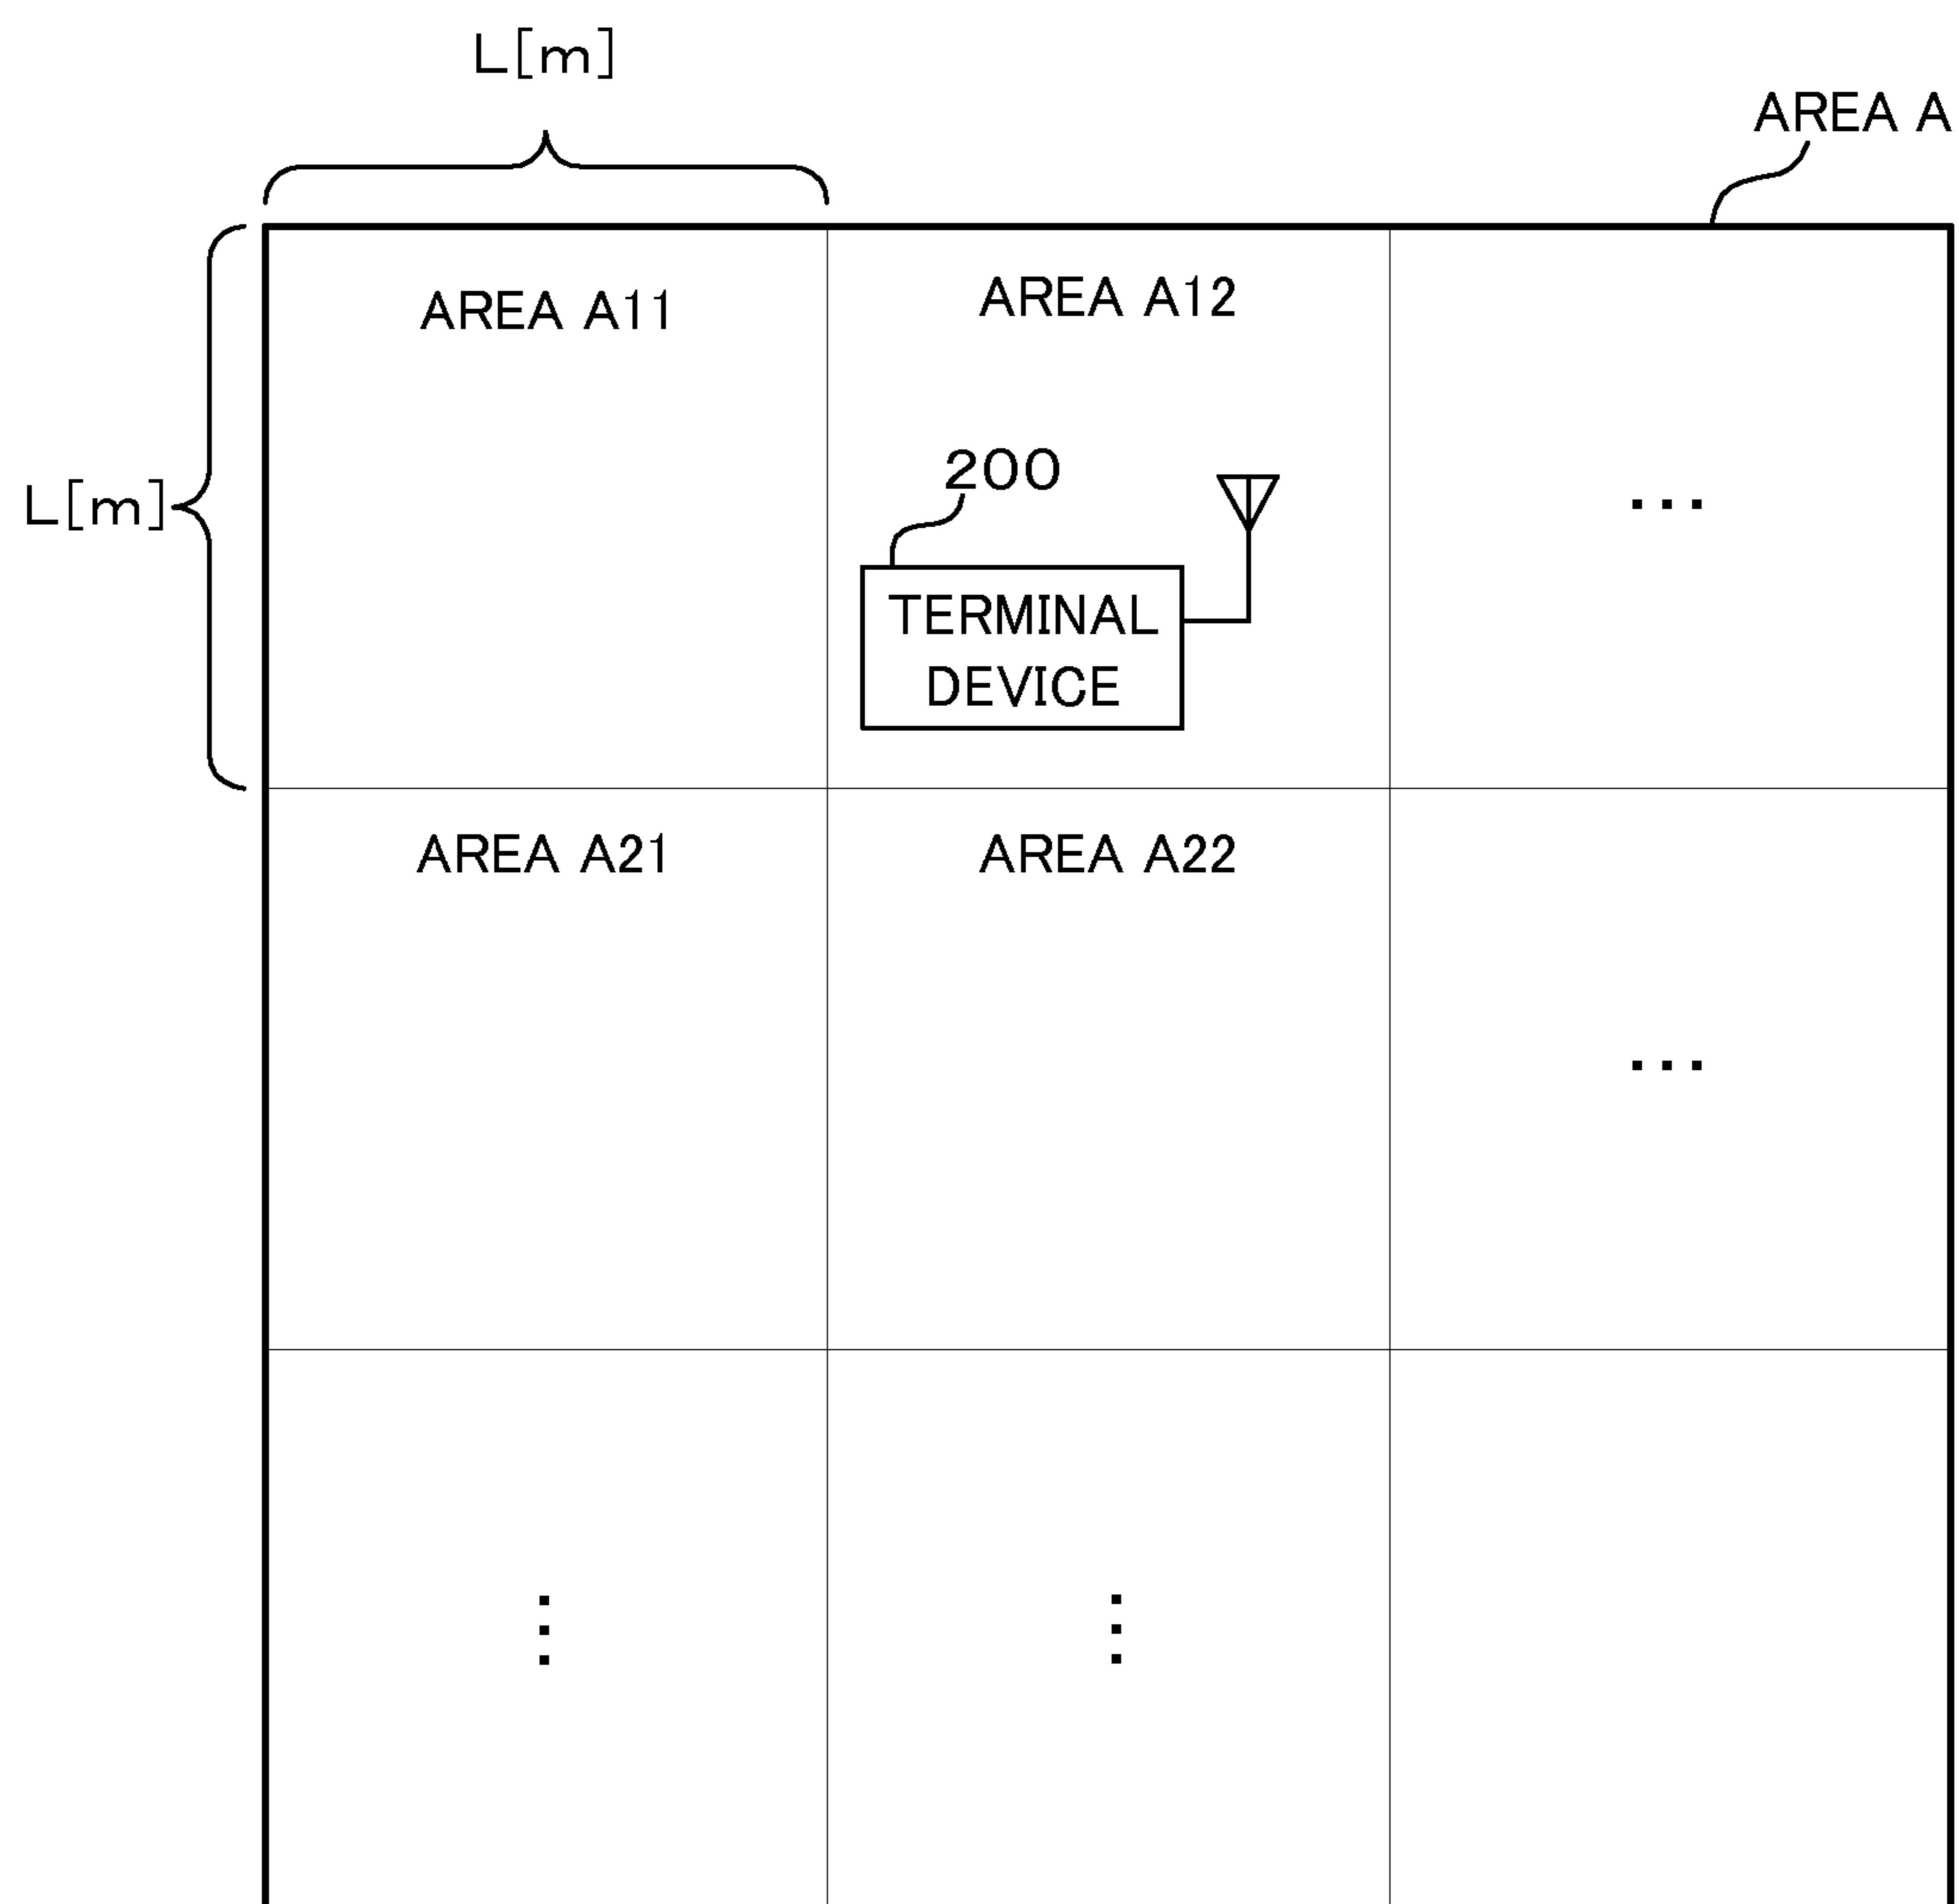 L[m]
AREA A
AREA A11
AREA A12
L[m]
200
...
TERMINAL
DEVICE
AREA A21
AREA A22
...